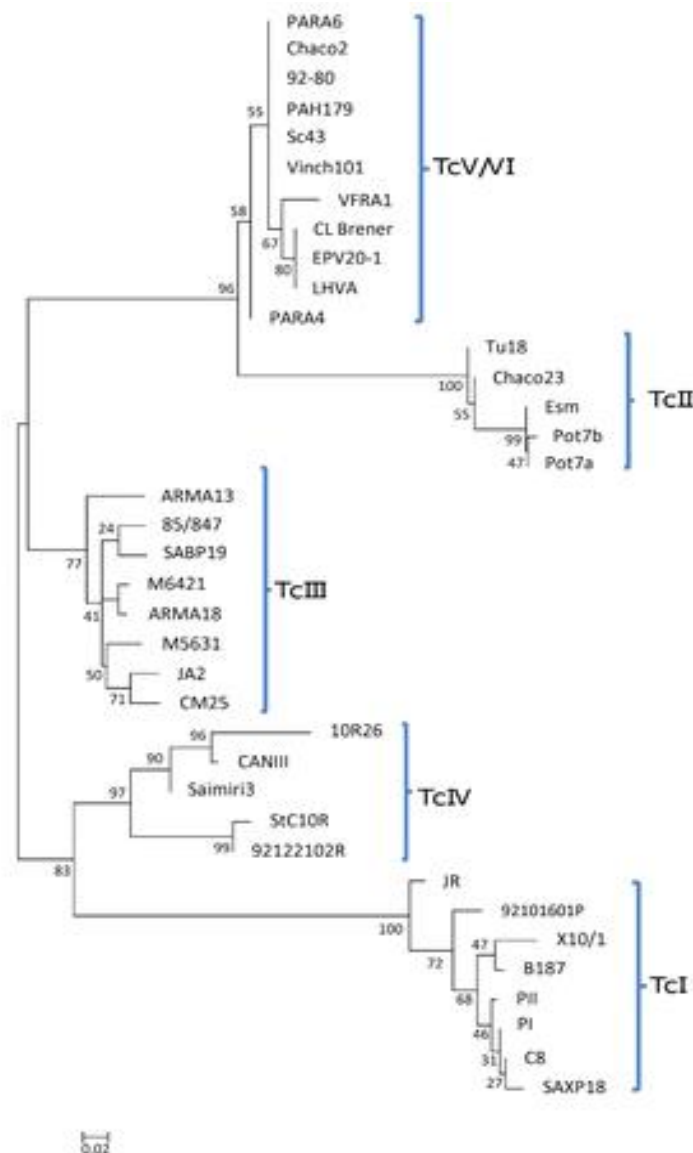 PARA6
Chaco2
92-80
55
PAH179
Sc43
TcV/VI
Vinch101
VFRA1
58
CL Brener
67
EPV20-1
80
LHVA
96
PARA4
Tu18
Chaco23
100
TcII
Esm
55
Pot7b
99
Pot7a
47
ARMA13
85/847
24
SABP19
77
M6421
TcIII
ARMA18
41
M5631
50
JA2
71
CM25
10R26
96
CANIII
90
Saimiri3
97
TcIV
StC10R
99
92122102R
83
JR
92101601P
100
X10/1
47
72
B187
TcI
68
PII
PI
46
C8
31
27
SAXP18
0.02